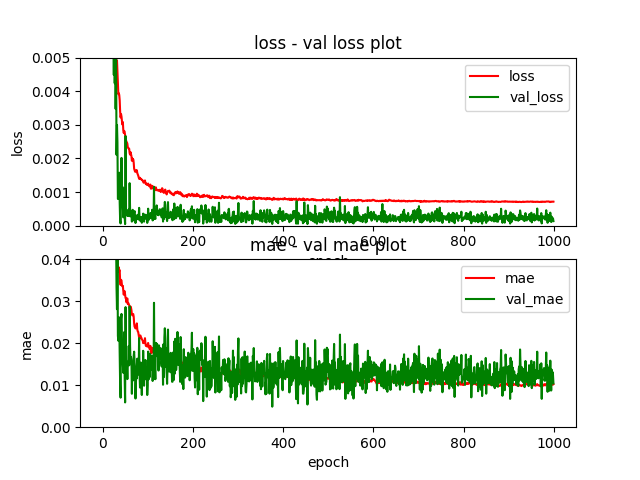 loss - val loss plot
0.005
0.004
0.003
0.002
0.001
0.000
loss
loss
val_loss
0
200
400
600
800
1000
epoch
mae - val mae plot
0.04
0.03
0.02
0.01
0.00
mae
mae
val_mae
0
200
400
600
800
1000
epoch